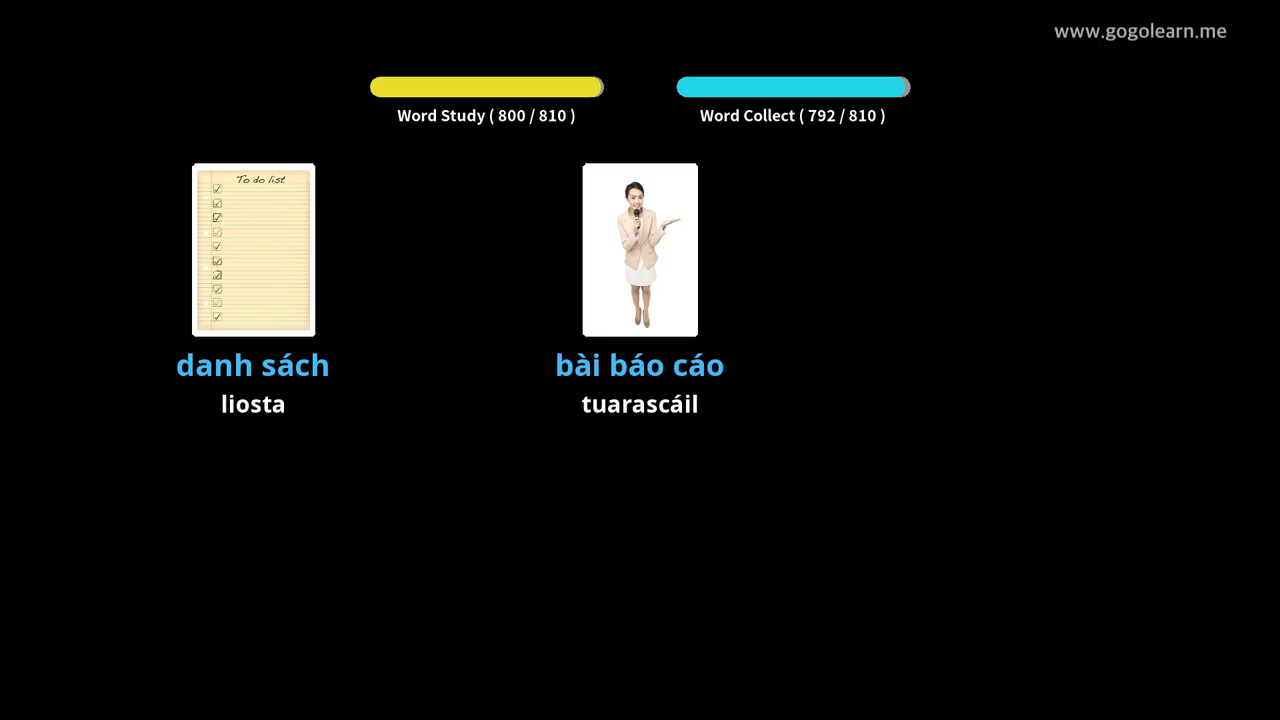 www.gogolearn.me
Word Study ( 800 / 810 )
Word Collect ( 792 / 810 )
To do list
danh sách
liosta
bài báo cáo
tuarascáil